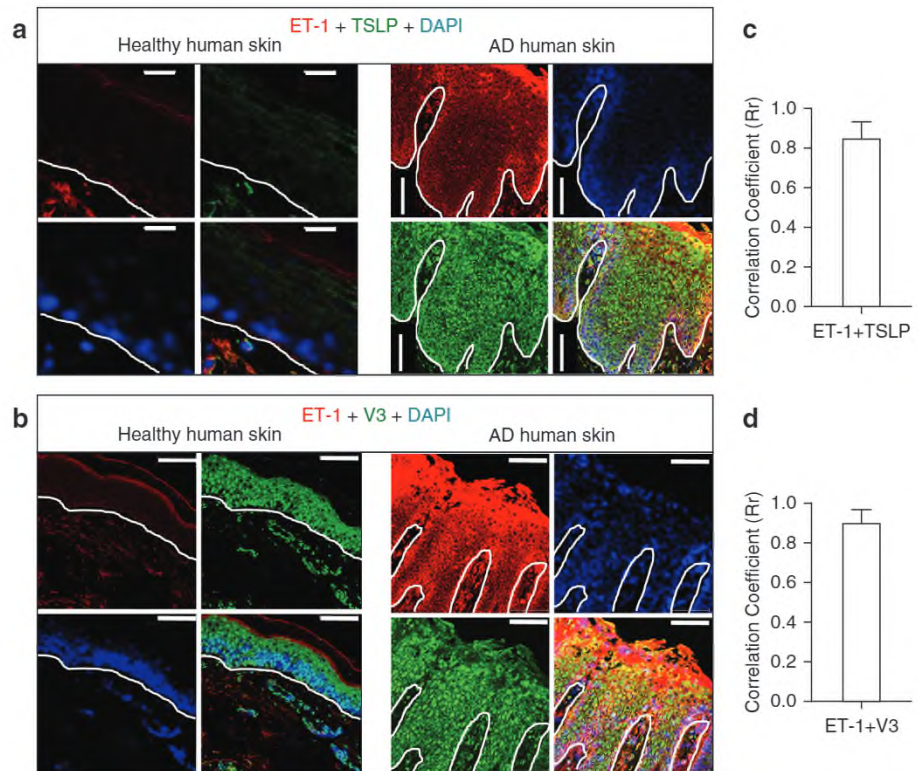 a
ET-1 + TSLP + DAPI
Healthy human skin
AD human skin
b
ET-1 + V3 + DAPI
Healthy human skin
AD human skin
c
Correlation Coefficient (Rr)
1.0
0.8
0.6
0.4
0.2
0.0
ET-1+TSLP
d
Correlation Coefficient (Rr)
1.0
0.8
0.6
0.4
0.2
0.0
ET-1+V3